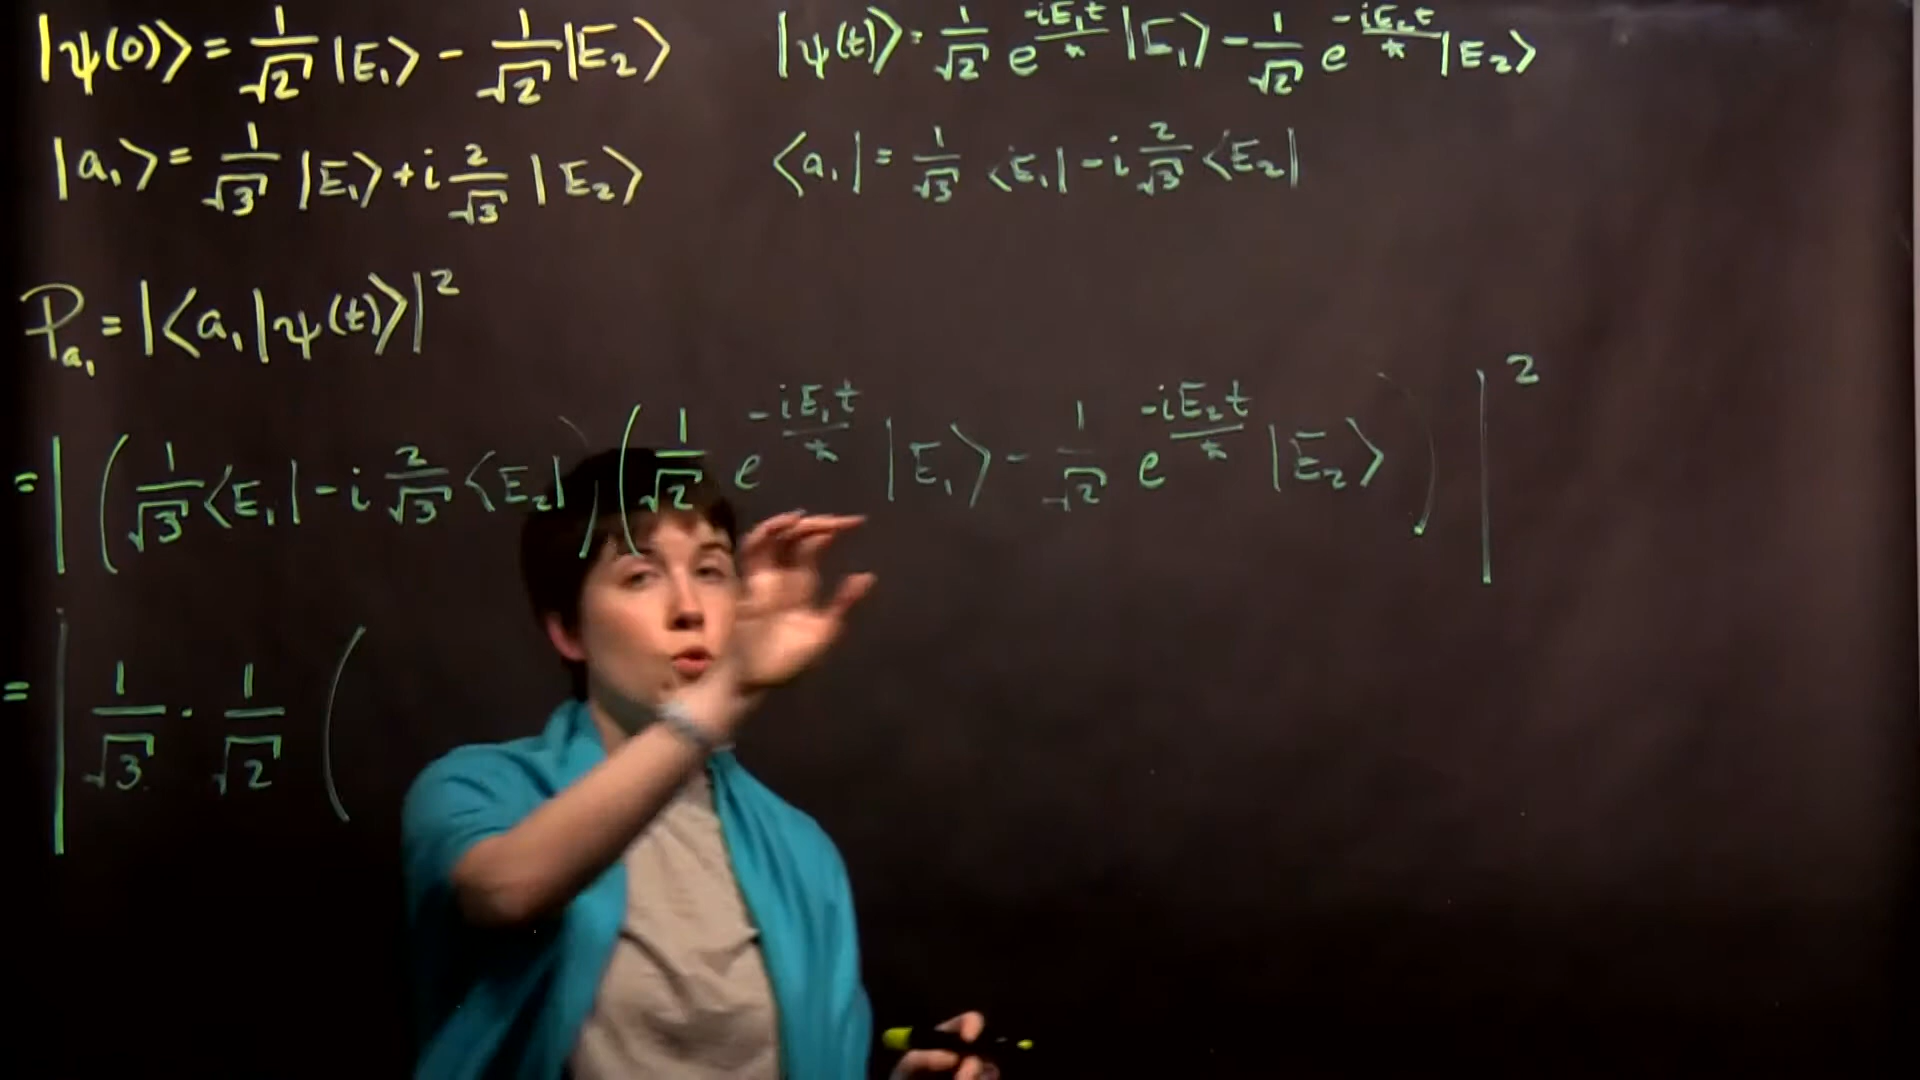 |ψ(0)⟩ = 1/√2 |E₁⟩ - 1/√2 |E₂⟩
|ψ(t)⟩ = 1/√2 e^(-iE₁t/ħ) |E₁⟩ - 1/√2 e^(-iE₂t/ħ) |E₂⟩
|a₁⟩ = 1/√3 |E₁⟩ + i 2/√3 |E₂⟩
⟨a₁| = 1/√3 ⟨E₁| - i 2/√3 ⟨E₂|
P_a₁ = |⟨a₁|ψ(t)⟩|²
= | (1/√3 ⟨E₁| - i 2/√3 ⟨E₂|) (1/√2 e^(-iE₁t/ħ) |E₁⟩ - 1/√2 e^(-iE₂t/ħ) |E₂⟩) |²
= | 1/√3 · 1/√2 (